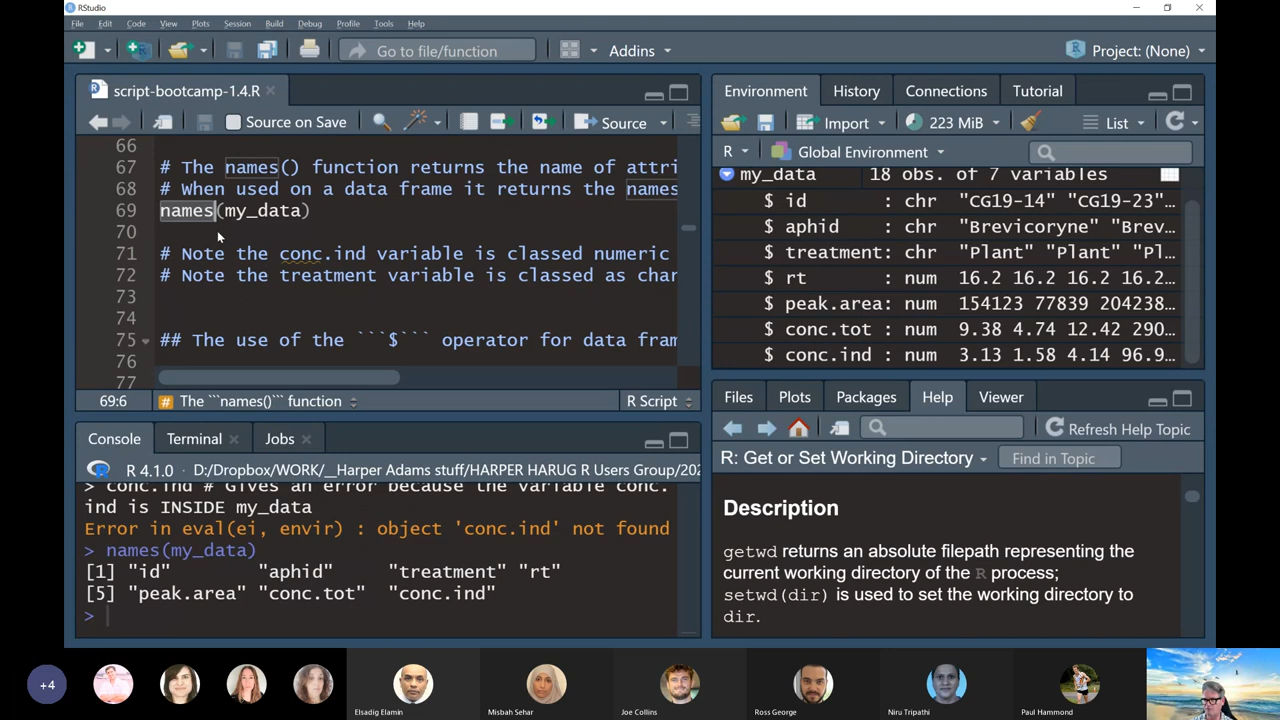 RStudio
File Edit Code View Plots Session Build Debug Profile Tools Help
Go to file/function Addins Project: (None)
script-bootcamp-1.4.R
Source on Save Source
66
67 # The names() function returns the name of attri
68 # When used on a data frame it returns the names
69 names(my_data)
70
71 # Note the conc.ind variable is classed numeric
72 # Note the treatment variable is classed as char
73
74
75 ## The use of the ```$``` operator for data fram
76
77
69:6 # The ```names()``` function R Script
Console Terminal Jobs
R 4.1.0 · D:/Dropbox/WORK/__Harper Adams stuff/HARPER HARUG R Users Group/202
> conc.ind # Gives an error because the variable conc.
ind is INSIDE my_data
Error in eval(ei, envir) : object 'conc.ind' not found
> names(my_data)
[1] "id" "aphid" "treatment" "rt"
[5] "peak.area" "conc.tot" "conc.ind"
>
Environment History Connections Tutorial
Import 223 MiB List
R Global Environment
my_data 18 obs. of 7 variables
$ id : chr "CG19-14" "CG19-23"…
$ aphid : chr "Brevicoryne" "Brev…
$ treatment: chr "Plant" "Plant" "Pl…
$ rt : num 16.2 16.2 16.2 16.2…
$ peak.area: num 154123 77839 204238…
$ conc.tot : num 9.38 4.74 12.42 290…
$ conc.ind : num 3.13 1.58 4.14 96.9…
Files Plots Packages Help Viewer
Refresh Help Topic
R: Get or Set Working Directory Find in Topic
Description
getwd returns an absolute filepath representing the
current working directory of the R process;
setwd(dir) is used to set the working directory to
dir.
+4
Elsadig Elamin
Misbah Sehar
Joe Collins
Ross George
Niru Tripathi
Paul Hammond